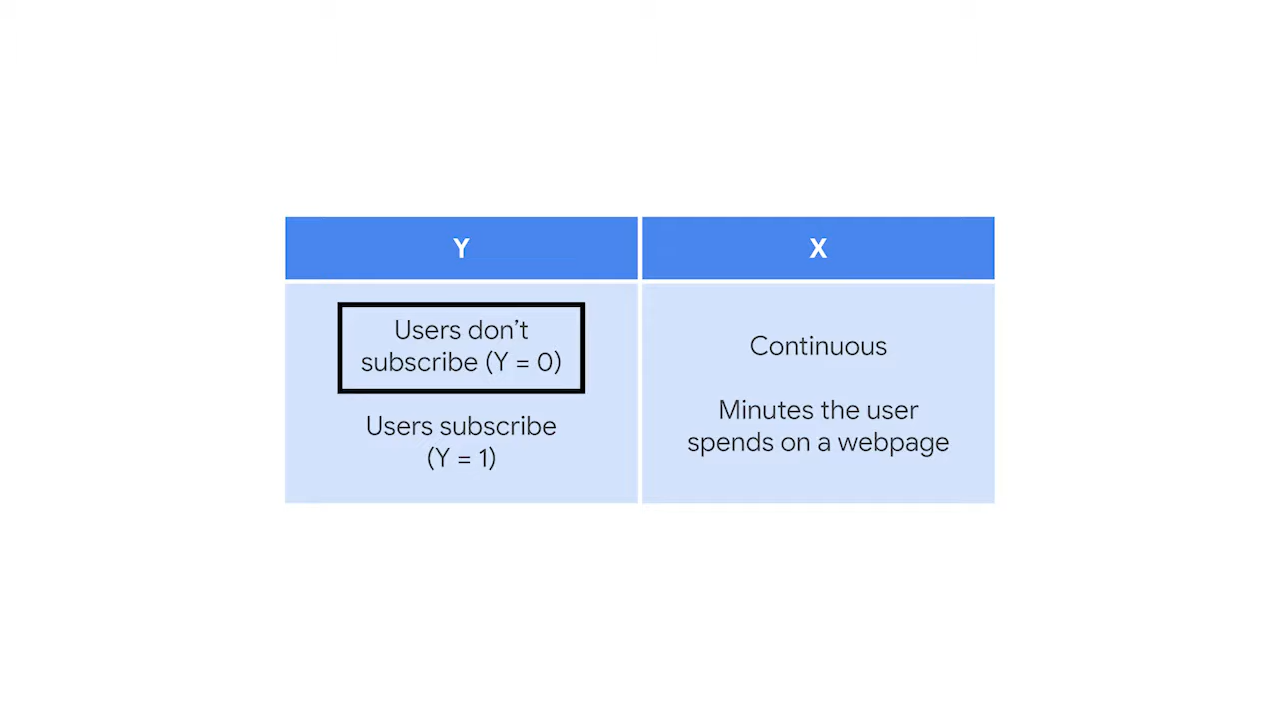 Y
X
Users don’t
subscribe (Y = 0)
Users subscribe
(Y = 1)
Continuous
Minutes the user
spends on a webpage